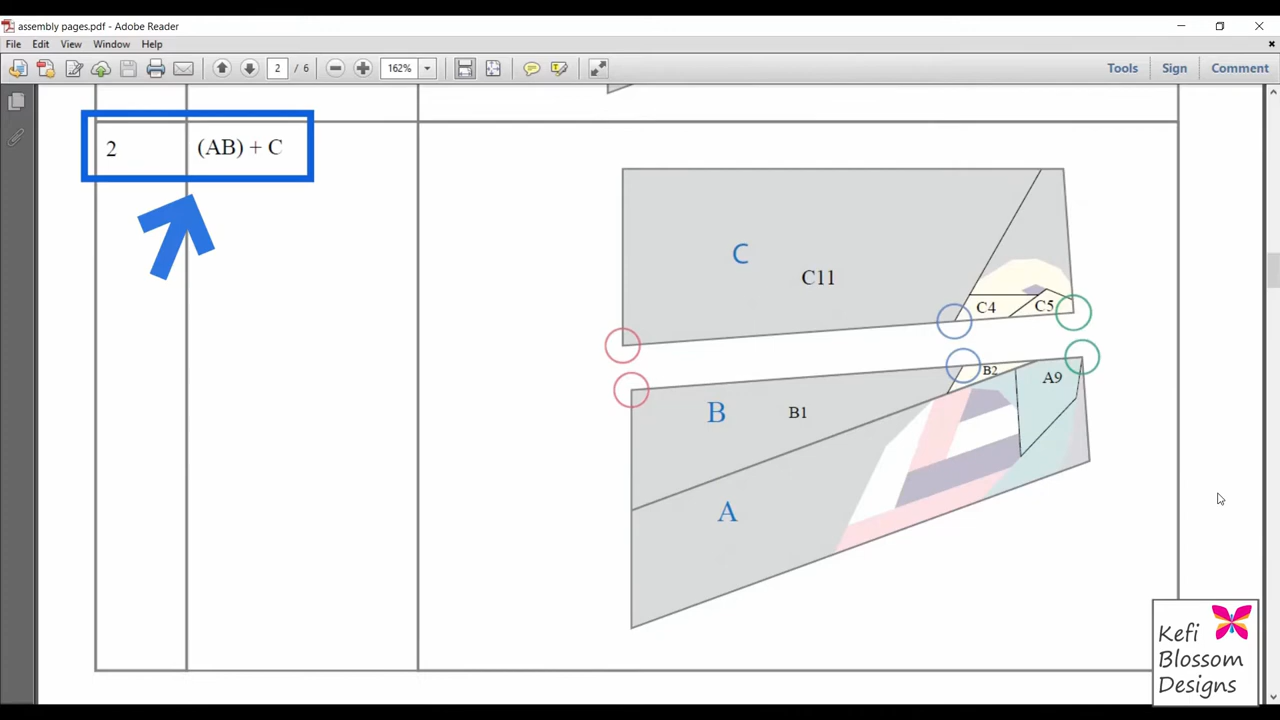 assembly pages.pdf - Adobe Reader
File Edit View Window Help
2 / 6 162% Tools Sign Comment
2 (AB) + C
C
C11
C4 C5
B2
A9
B B1
A
Kefi
Blossom
Designs